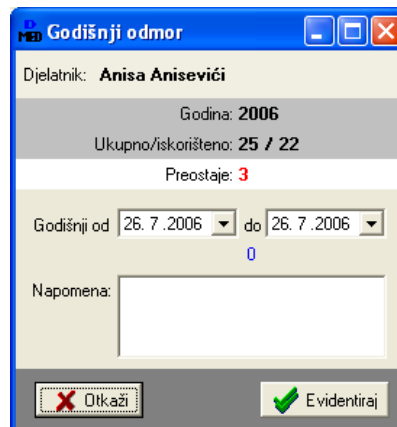 D
MED Godišnji odmor
Djelatnik: Anisa Anisevići
Godina: 2006
Ukupno/iskorišteno: 25 / 22
Preostaje: 3
Godišnji od 26. 7 .2006 do 26. 7 .2006
0
Napomena:
Otkaži Evidentiraj